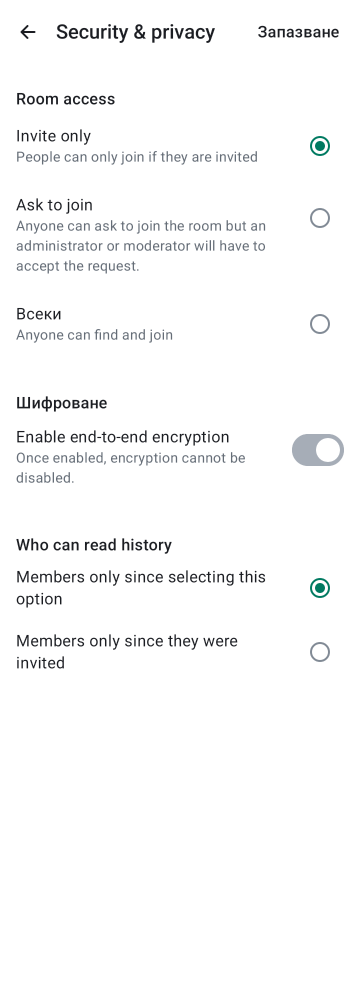 Security & privacy
Запазване
Room access
Invite only
People can only join if they are invited
Ask to join
Anyone can ask to join the room but an
administrator or moderator will have to
accept the request.
Всеки
Anyone can find and join
Шифроване
Enable end-to-end encryption
Once enabled, encryption cannot be
disabled.
Who can read history
Members only since selecting this
option
Members only since they were
invited